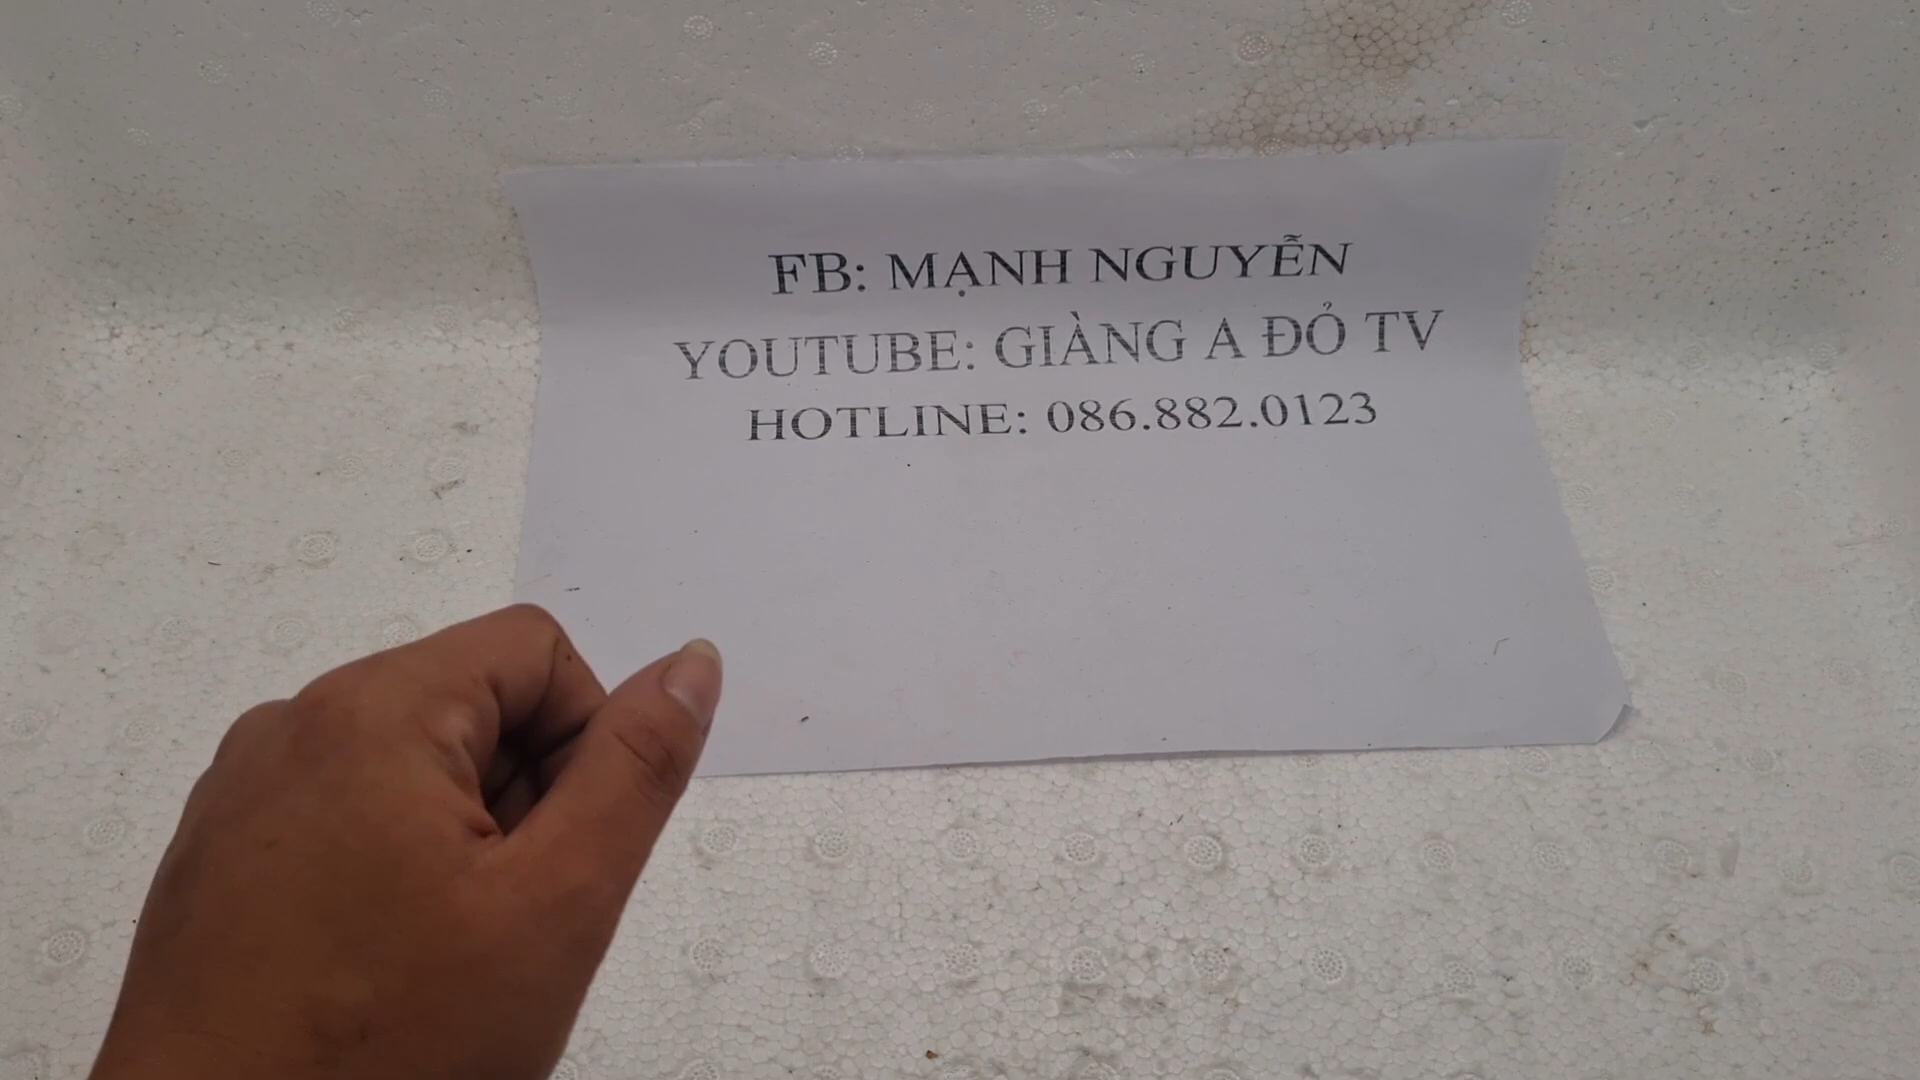 FB: MẠNH NGUYỄN
YOUTUBE: GIÀNG A ĐỎ TV
HOTLINE: 086.882.0123